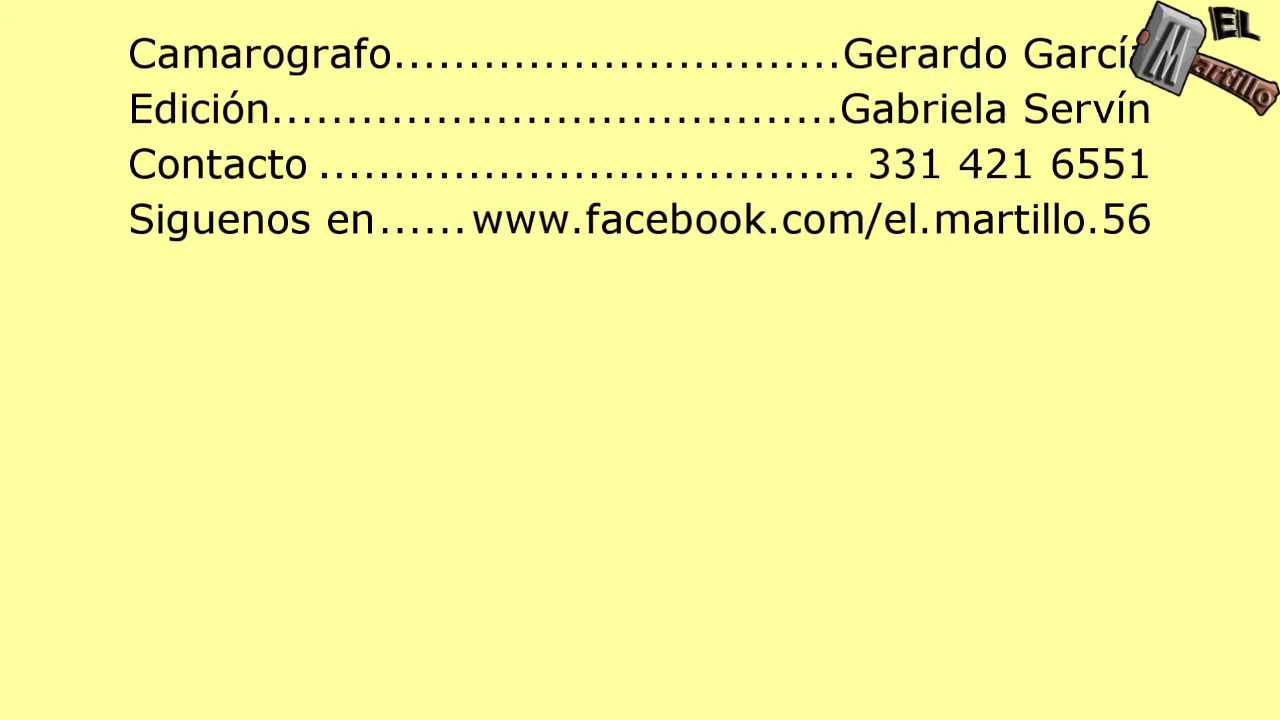 Camarografo..............................Gerardo García
Edición......................................Gabriela Servín
Contacto .................................... 331 421 6551
Siguenos en......www.facebook.com/el.martillo.56
EL
Martillo